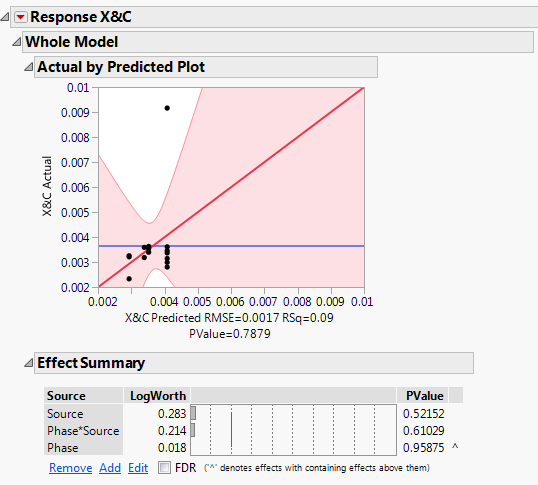 Response X&C
Whole Model
Actual by Predicted Plot
0.01
0.009
0.008
0.007
0.006
0.005
0.004
0.003
0.002
X&C Actual
0.002 0.004 0.005 0.006 0.007 0.008 0.01
X&C Predicted RMSE=0.0017 RSq=0.09
PValue=0.7879
Effect Summary
Source LogWorth PValue
Source 0.283 0.52152
Phase*Source 0.214 0.61029
Phase 0.018 0.95875 ^
Remove Add Edit FDR ('^' denotes effects with containing effects above them)